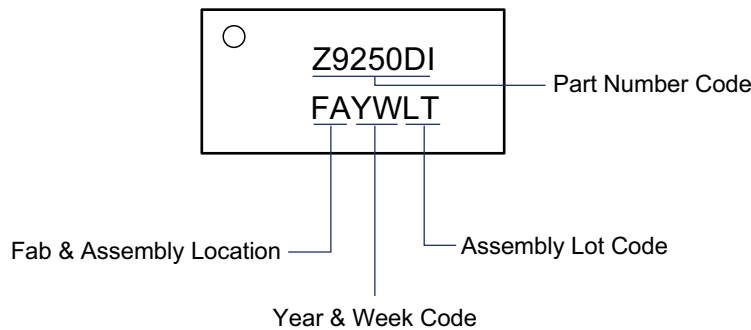 Z9250DI
FAYWLT
Part Number Code
Fab & Assembly Location
Assembly Lot Code
Year & Week Code